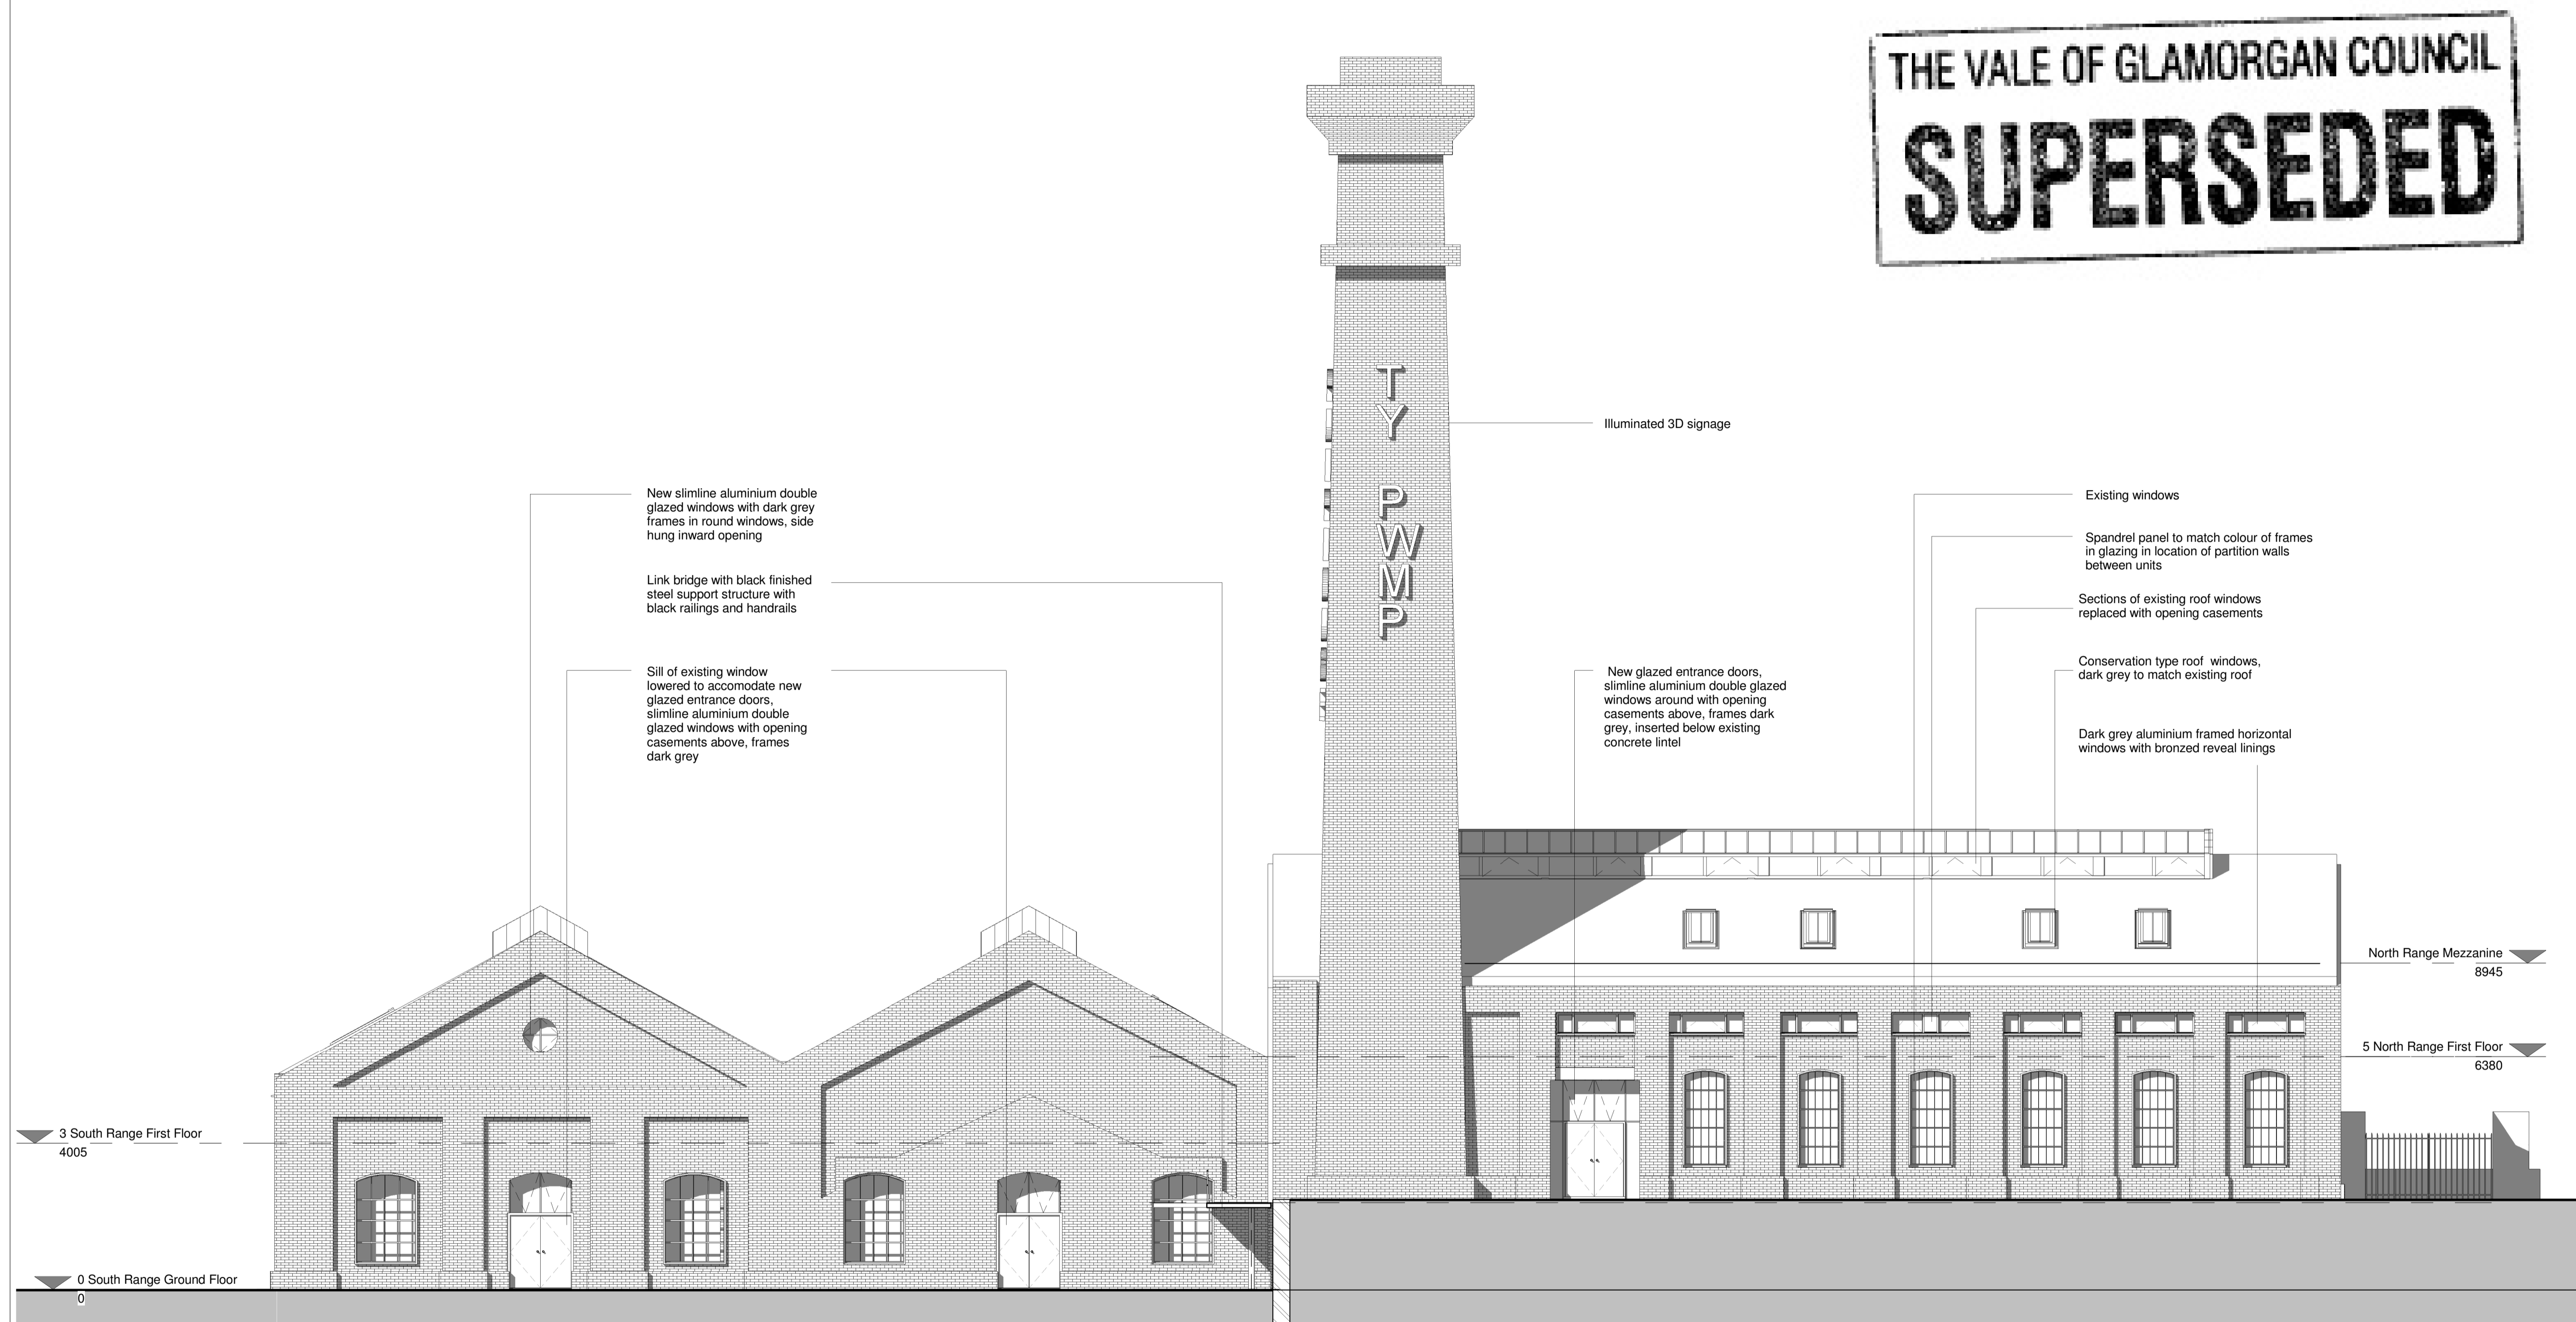 THE VALE OF GLAMORGAN COUNCIL
SUPERSEDED
T
Y
P
W
M
P
Illuminated 3D signage
New slimline aluminium double
glazed windows with dark grey
frames in round windows, side
hung inward opening
Link bridge with black finished
steel support structure with
black railings and handrails
Sill of existing window
lowered to accomodate new
glazed entrance doors,
slimline aluminium double
glazed windows with opening
casements above, frames
dark grey
New glazed entrance doors,
slimline aluminium double glazed
windows around with opening
casements above, frames dark
grey, inserted below existing
concrete lintel
Existing windows
Spandrel panel to match colour of frames
in glazing in location of partition walls
between units
Sections of existing roof windows
replaced with opening casements
Conservation type roof windows,
dark grey to match existing roof
Dark grey aluminium framed horizontal
windows with bronzed reveal linings
North Range Mezzanine
8945
5 North Range First Floor
6380
3 South Range First Floor
4005
0 South Range Ground Floor
0